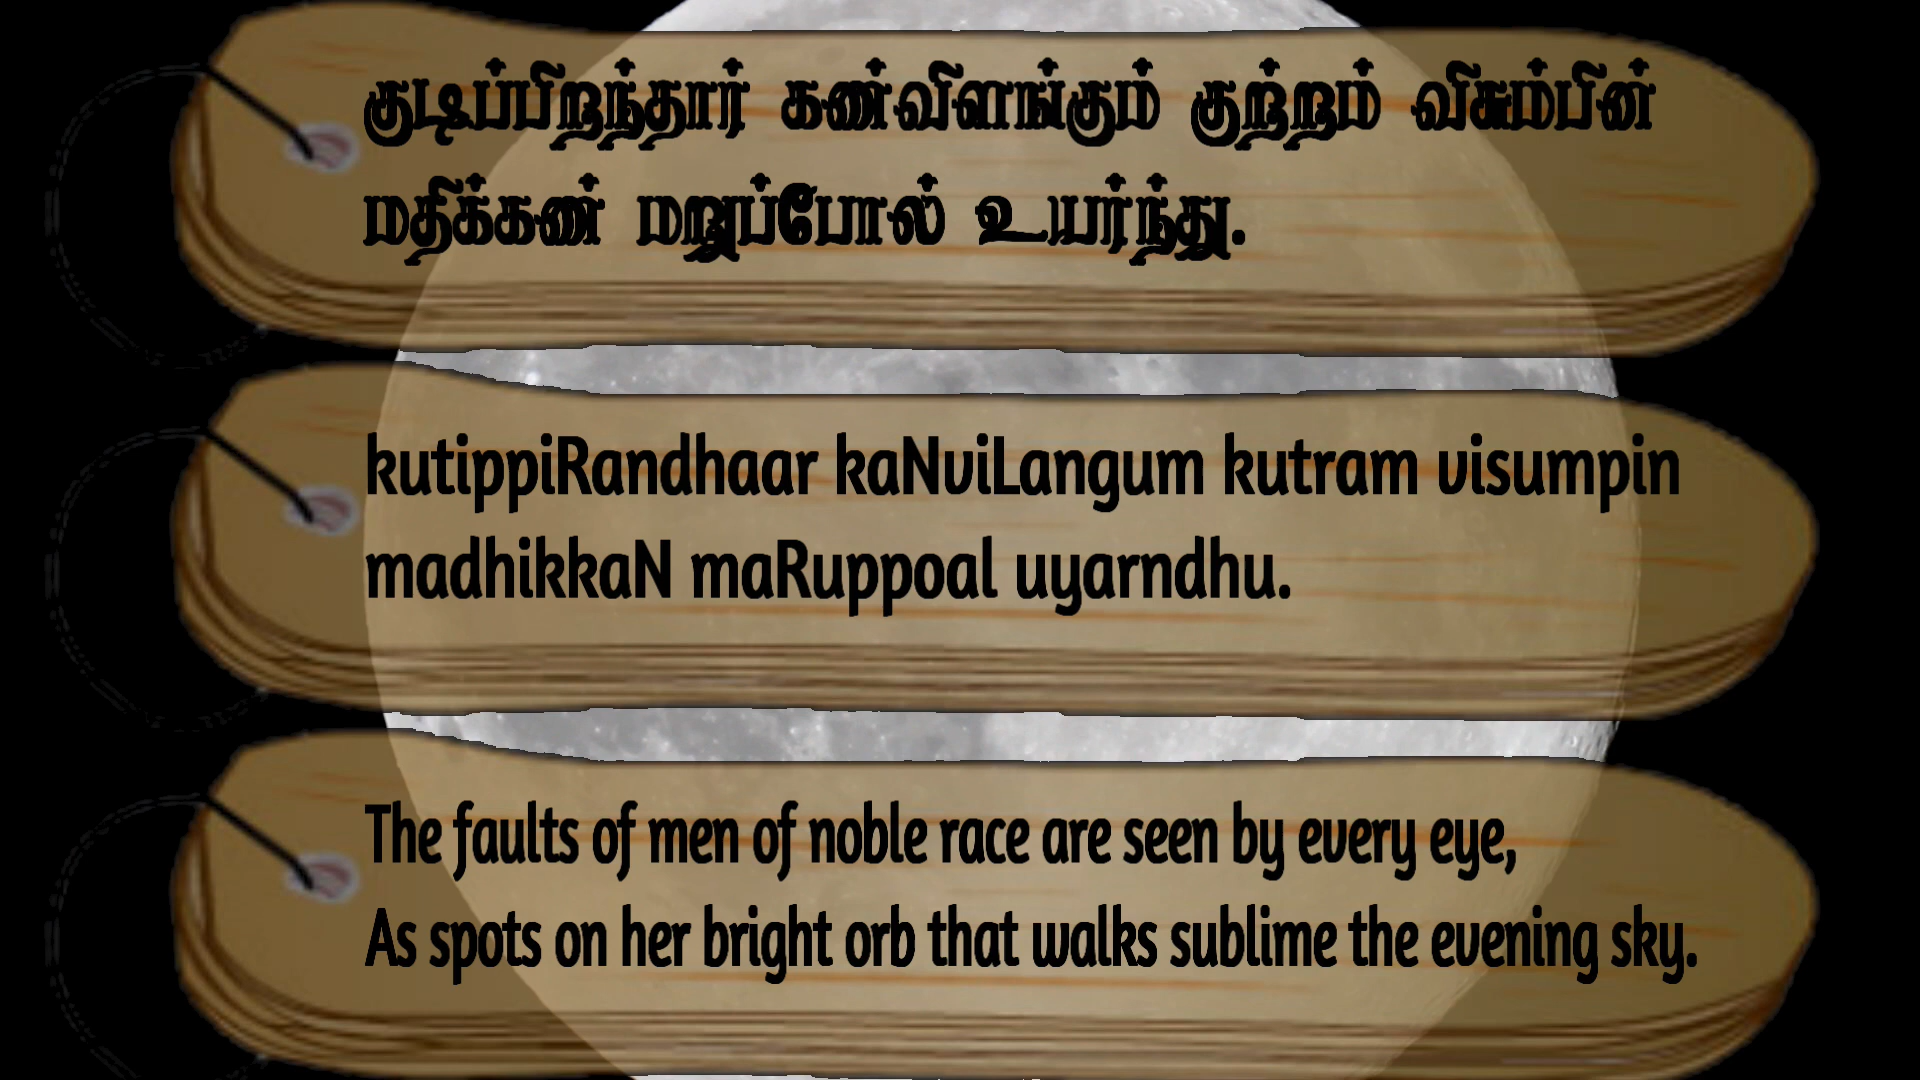 குடிப்பிறந்தார் கண்விளங்கும் குற்றம் விசும்பின்
மதிக்கண் மறுப்போல் உயர்ந்து.
kutippiRandhaar kaNviLangum kutram visumpin
madhikkaN maRuppoal uyarndhu.
The faults of men of noble race are seen by every eye,
As spots on her bright orb that walks sublime the evening sky.